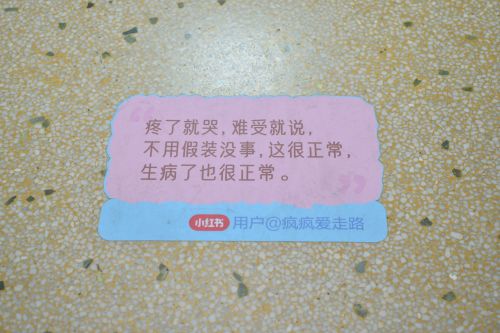 疼了就哭，难受就说，
不用假装没事，这很正常，
生病了也很正常。
小红书 用户@疯疯爱走路